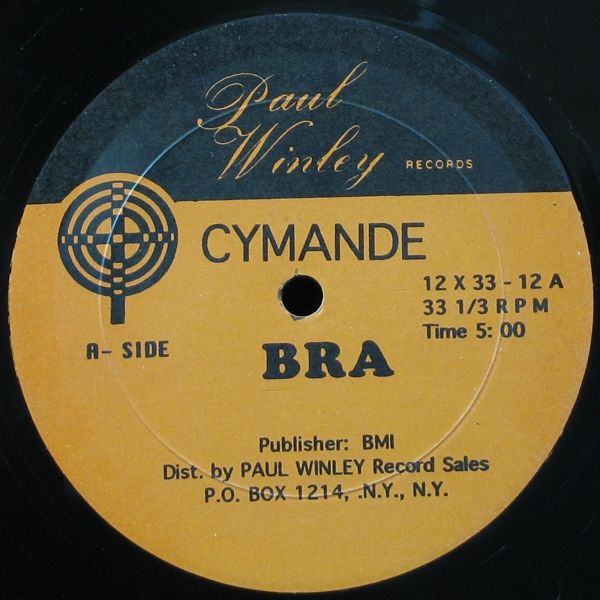 Paul
Winley RECORDS
CYMANDE
12 X 33 - 12 A
33 1/3 R P M
Time 5: 00
A- SIDE
BRA
Publisher: BMI
Dist. by PAUL WINLEY Record Sales
P.O. BOX 1214, .N.Y., N.Y.